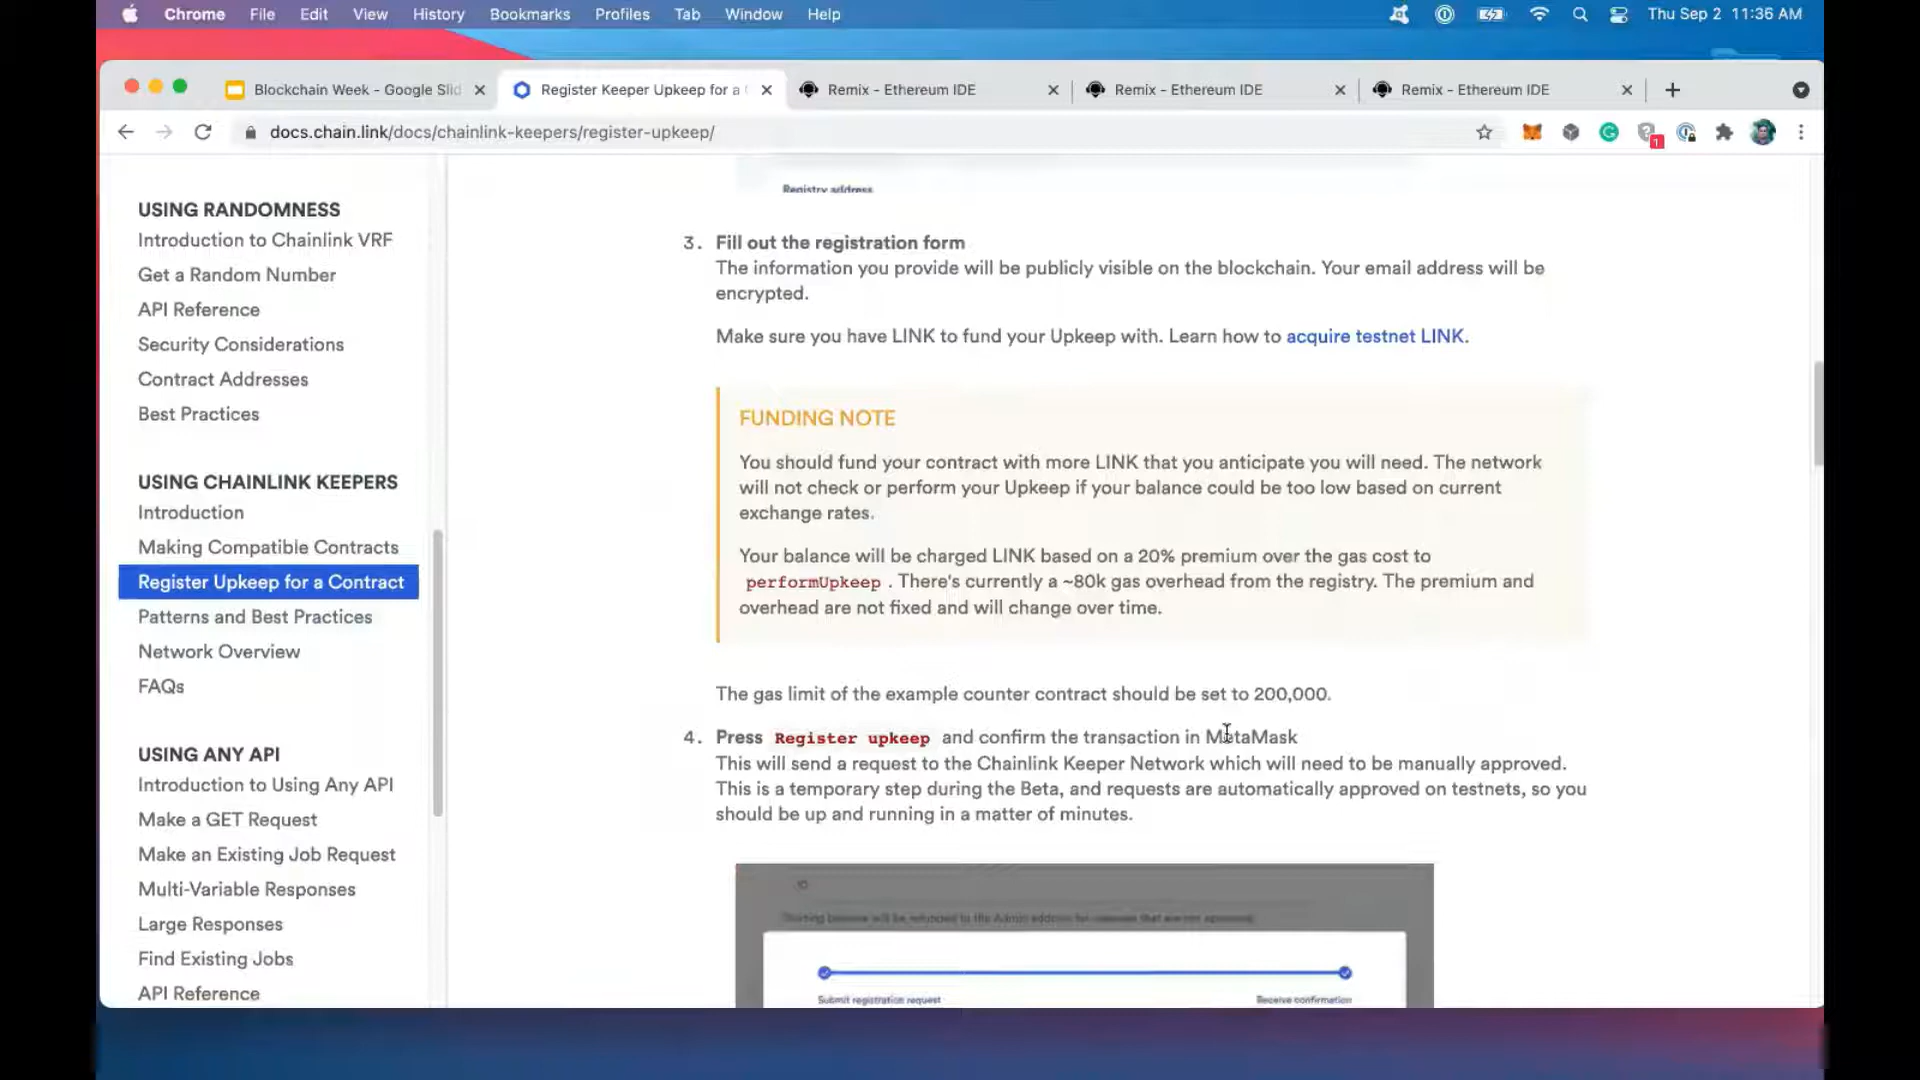 Chrome File Edit View History Bookmarks Profiles Tab Window Help
Thu Sep 2 11:36 AM
Blockchain Week - Google Slid
Register Keeper Upkeep for a
Remix - Ethereum IDE
Remix - Ethereum IDE
Remix - Ethereum IDE
docs.chain.link/docs/chainlink-keepers/register-upkeep/
1
USING RANDOMNESS
Introduction to Chainlink VRF
Get a Random Number
API Reference
Security Considerations
Contract Addresses
Best Practices
USING CHAINLINK KEEPERS
Introduction
Making Compatible Contracts
Register Upkeep for a Contract
Patterns and Best Practices
Network Overview
FAQs
USING ANY API
Introduction to Using Any API
Make a GET Request
Make an Existing Job Request
Multi-Variable Responses
Large Responses
Find Existing Jobs
API Reference
Registry address
3. Fill out the registration form
The information you provide will be publicly visible on the blockchain. Your email address will be
encrypted.
Make sure you have LINK to fund your Upkeep with. Learn how to acquire testnet LINK.
FUNDING NOTE
You should fund your contract with more LINK that you anticipate you will need. The network
will not check or perform your Upkeep if your balance could be too low based on current
exchange rates.
Your balance will be charged LINK based on a 20% premium over the gas cost to
performUpkeep . There's currently a ~80k gas overhead from the registry. The premium and
overhead are not fixed and will change over time.
The gas limit of the example counter contract should be set to 200,000.
4. Press Register upkeep and confirm the transaction in MetaMask
This will send a request to the Chainlink Keeper Network which will need to be manually approved.
This is a temporary step during the Beta, and requests are automatically approved on testnets, so you
should be up and running in a matter of minutes.
Starting balance will be refunded to the Admin address for
Submit registration request
Receive confirmation